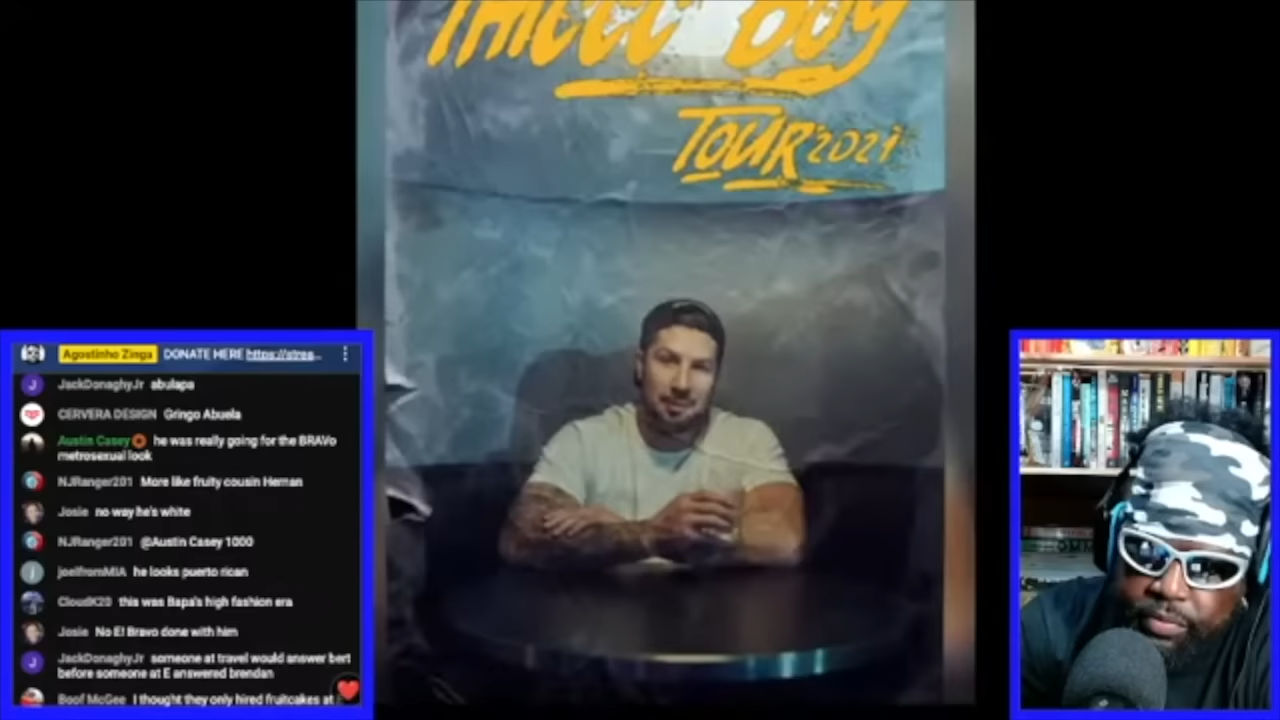 Thicc Boy
TOUR 2021
Agostinho Zinga DONATE HERE https://strea...
JackDonaghyJr abulapa
CERVERA DESIGN Gringo Abuela
Austin Casey he was really going for the BRAVo
metrosexual look
NJRanger201 More like fruity cousin Hernan
Josie no way he's white
NJRanger201 @Austin Casey 1000
joelfromMIA he looks puerto rican
CloudK20 this was Bapa's high fashion era
Josie No E! Bravo done with him
JackDonaghyJr someone at travel would answer bert
before someone at E answered brendan
Boof McGee I thought they only hired fruitcakes at